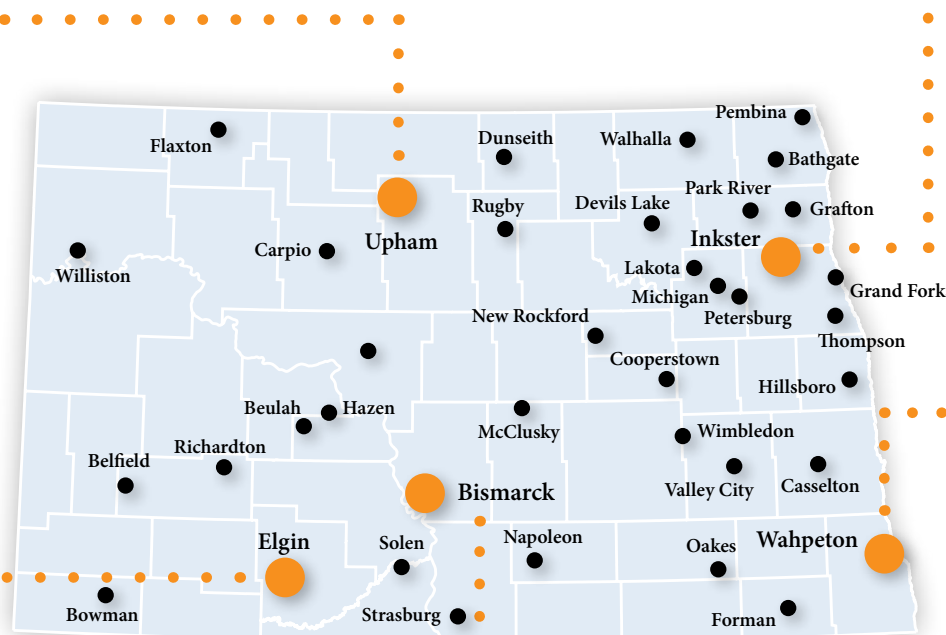 Pembina
Dunseith
Walhalla
Flaxton
Bathgate
Park River
Rugby
Devils Lake
Grafton
Upham
Inkster
Carpio
Williston
Lakota
Grand Fork
Michigan
New Rockford
Petersburg
Thompson
Cooperstown
Hillsboro
Beulah
Hazen
McClusky
Wimbledon
Richardton
Belfield
Valley City
Casselton
Bismarck
Elgin
Solen
Napoleon
Oakes
Wahpeton
Bowman
Strasburg
Forman